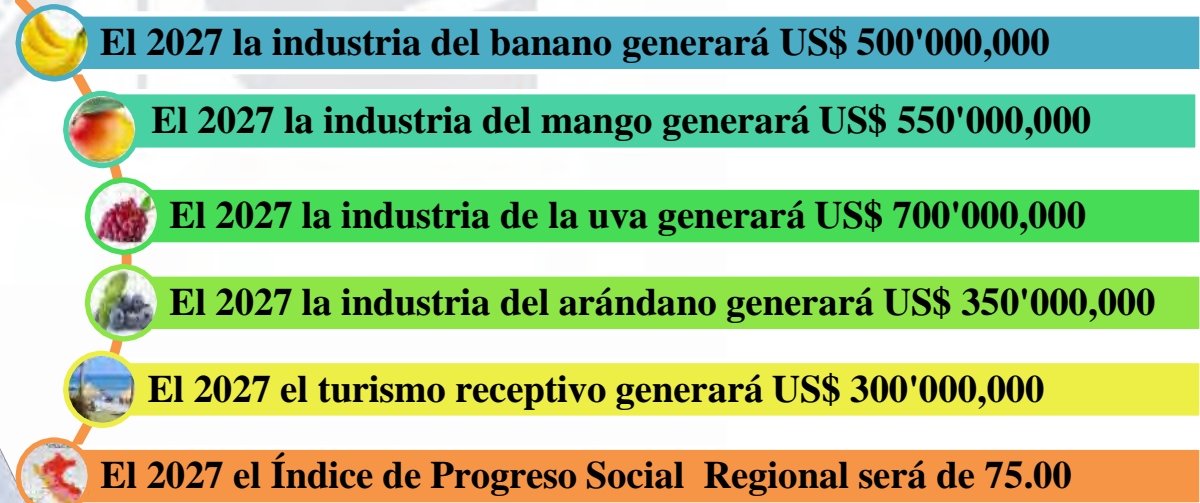 El 2027 la industria del banano generará US$ 500'000,000
El 2027 la industria del mango generará US$ 550'000,000
El 2027 la industria de la uva generará US$ 700'000,000
El 2027 la industria del arándano generará US$ 350'000,000
El 2027 el turismo receptivo generará US$ 300'000,000
El 2027 el Índice de Progreso Social Regional será de 75.00